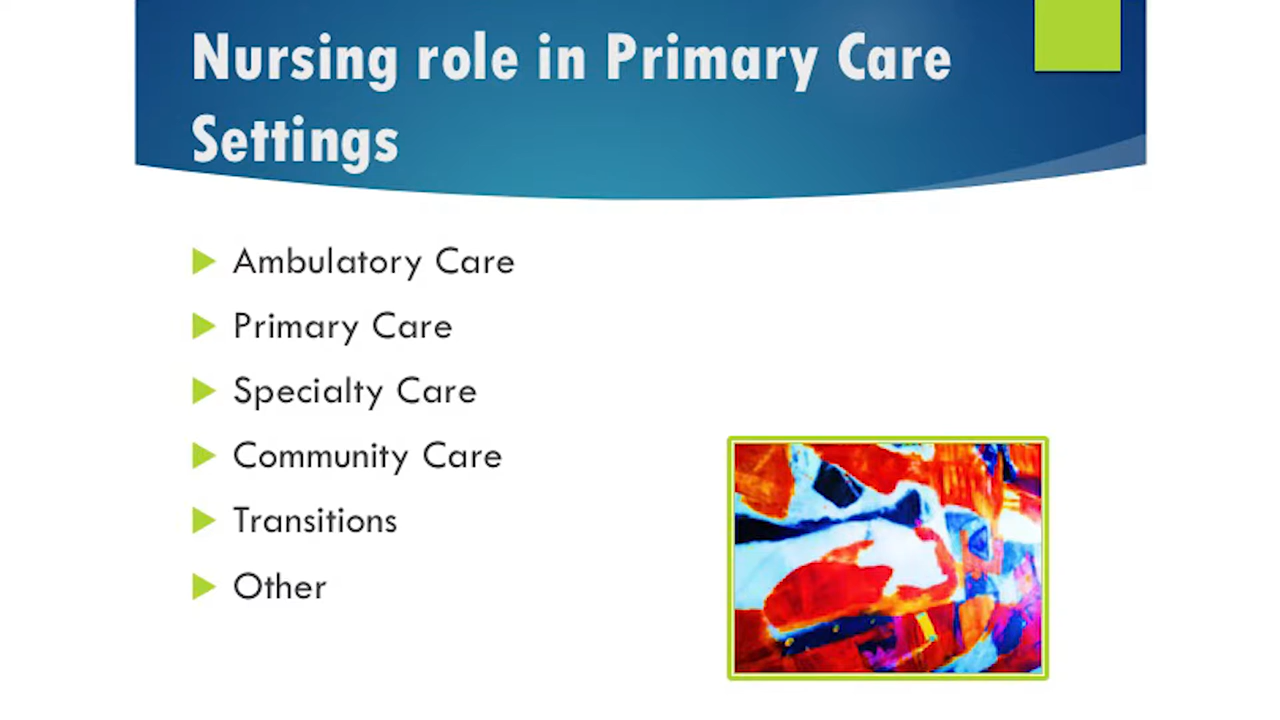 Nursing role in Primary Care
Settings
Ambulatory Care
Primary Care
Specialty Care
Community Care
Transitions
Other